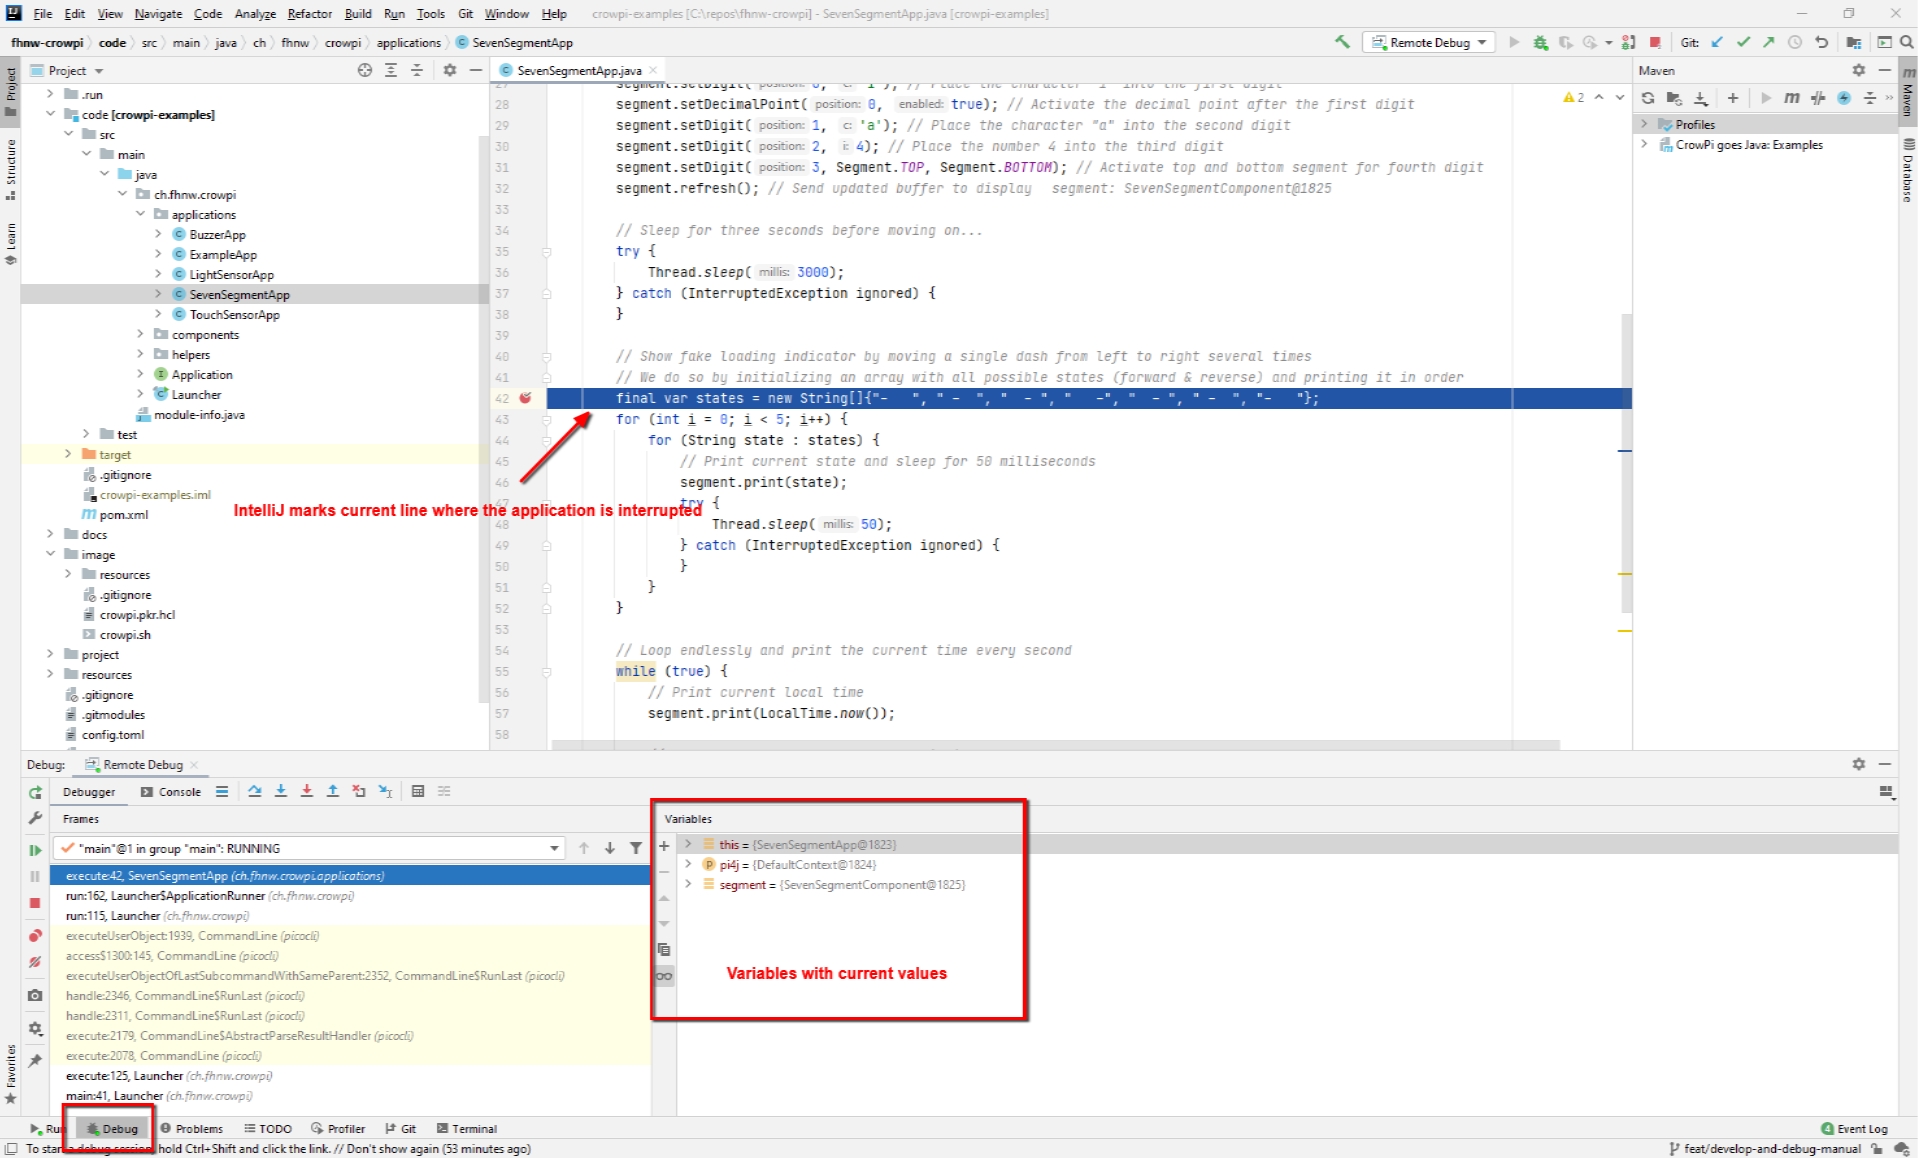 File Edit View Navigate Code Analyze Refactor Build Run Tools Git Window Help crowpi-examples [C:\repos\fhnw-crowpi] - SevenSegmentApp.java [crowpi-examples]
fhnw-crowpi code src main java ch fhnw crowpi applications SevenSegmentApp Remote Debug Git:
Project
Structure
Learn
Favorites
Project
.run
code [crowpi-examples]
src
main
java
ch.fhnw.crowpi
applications
BuzzerApp
ExampleApp
LightSensorApp
SevenSegmentApp
TouchSensorApp
components
helpers
Application
Launcher
module-info.java
test
target
.gitignore
crowpi-examples.iml
pom.xml
docs
image
resources
.gitignore
crowpi.pkr.hcl
crowpi.sh
project
resources
.gitignore
.gitmodules
config.toml
SevenSegmentApp.java
2
28 segment.setDecimalPoint( position: 0, enabled: true); // Activate the decimal point after the first digit
29 segment.setDigit( position: 1, c: 'a'); // Place the character "a" into the second digit
30 segment.setDigit( position: 2, i: 4); // Place the number 4 into the third digit
31 segment.setDigit( position: 3, Segment.TOP, Segment.BOTTOM); // Activate top and bottom segment for fourth digit
32 segment.refresh(); // Send updated buffer to display segment: SevenSegmentComponent@1825
33
34 // Sleep for three seconds before moving on...
35 try {
36 Thread.sleep( millis: 3000);
37 } catch (InterruptedException ignored) {
38 }
39
40 // Show fake loading indicator by moving a single dash from left to right several times
41 // We do so by initializing an array with all possible states (forward & reverse) and printing it in order
42 final var states = new String[]{"-   ", " -  ", "  - ", "   -", "  - ", " -  ", "-   "};
43 for (int i = 0; i < 5; i++) {
44 for (String state : states) {
45 // Print current state and sleep for 50 milliseconds
46 segment.print(state);
47 try {
IntelliJ marks current line where the application is interrupted
48 Thread.sleep( millis: 50);
49 } catch (InterruptedException ignored) {
50 }
51 }
52 }
53
54 // Loop endlessly and print the current time every second
55 while (true) {
56 // Print current local time
57 segment.print(LocalTime.now());
58
Maven
Profiles
CrowPi goes Java: Examples
Maven
Database
Debug: Remote Debug
Debugger Console
Frames
"main"@1 in group "main": RUNNING
execute:42, SevenSegmentApp (ch.fhnw.crowpi.applications)
run:162, Launcher$ApplicationRunner (ch.fhnw.crowpi)
run:115, Launcher (ch.fhnw.crowpi)
executeUserObject:1939, CommandLine (picocli)
access$1300:145, CommandLine (picocli)
executeUserObjectOfLastSubcommandWithSameParent:2352, CommandLine$RunLast (picocli)
handle:2346, CommandLine$RunLast (picocli)
handle:2311, CommandLine$RunLast (picocli)
execute:2179, CommandLine$AbstractParseResultHandler (picocli)
execute:2078, CommandLine (picocli)
execute:125, Launcher (ch.fhnw.crowpi)
main:41, Launcher (ch.fhnw.crowpi)
Variables
this = {SevenSegmentApp@1823}
pi4j = {DefaultContext@1824}
segment = {SevenSegmentComponent@1825}
Variables with current values
Run Debug Problems TODO Profiler Git Terminal 4 Event Log
To start a debug session, hold Ctrl+Shift and click the link. // Don't show again (53 minutes ago) feat/develop-and-debug-manual